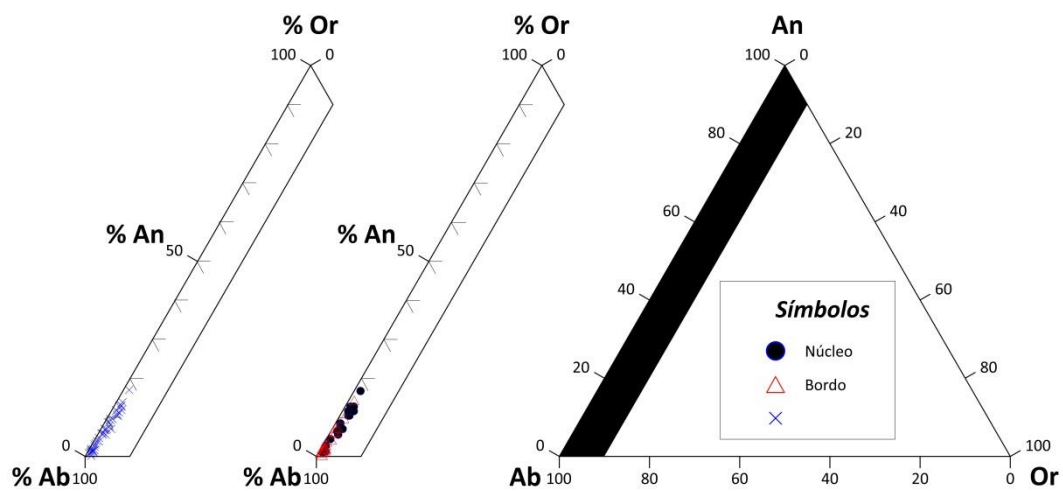 % Or
100 0
% An
50
0
% Ab
100
% Or
100 0
% An
50
0
% Ab
100
An
100 0
80 20
60 40
40 60
20 80
0 100
Ab 80 60 40 20 0 Or
100
Símbolos
Núcleo
Bordo